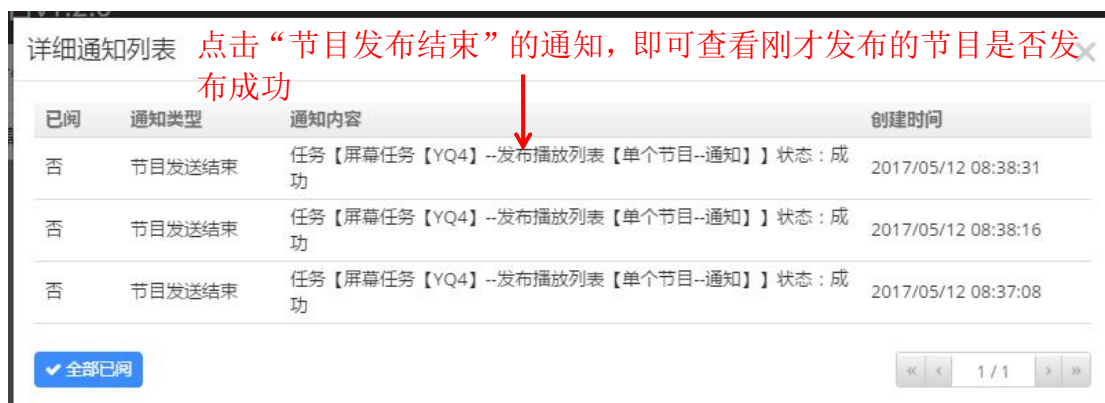 详细通知列表
点击“节目发布结束”的通知，即可查看刚才发布的节目是否发
布成功
已阅 通知类型 通知内容 创建时间
否 节目发送结束 任务【屏幕任务【YQ4】--发布播放列表【单个节目--通知】】状态：成
功 2017/05/12 08:38:31
否 节目发送结束 任务【屏幕任务【YQ4】--发布播放列表【单个节目--通知】】状态：成
功 2017/05/12 08:38:16
否 节目发送结束 任务【屏幕任务【YQ4】--发布播放列表【单个节目--通知】】状态：成
功 2017/05/12 08:37:08
全部已阅 « ‹ 1 / 1 › »